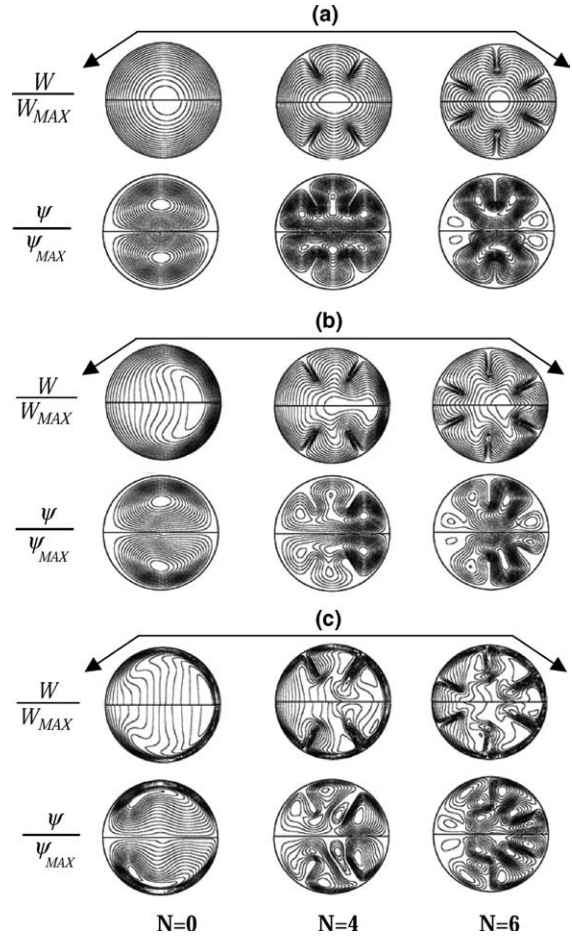 (a)
W
W_MAX
ψ
ψ_MAX
(b)
W
W_MAX
ψ
ψ_MAX
(c)
W
W_MAX
ψ
ψ_MAX
N=0 N=4 N=6